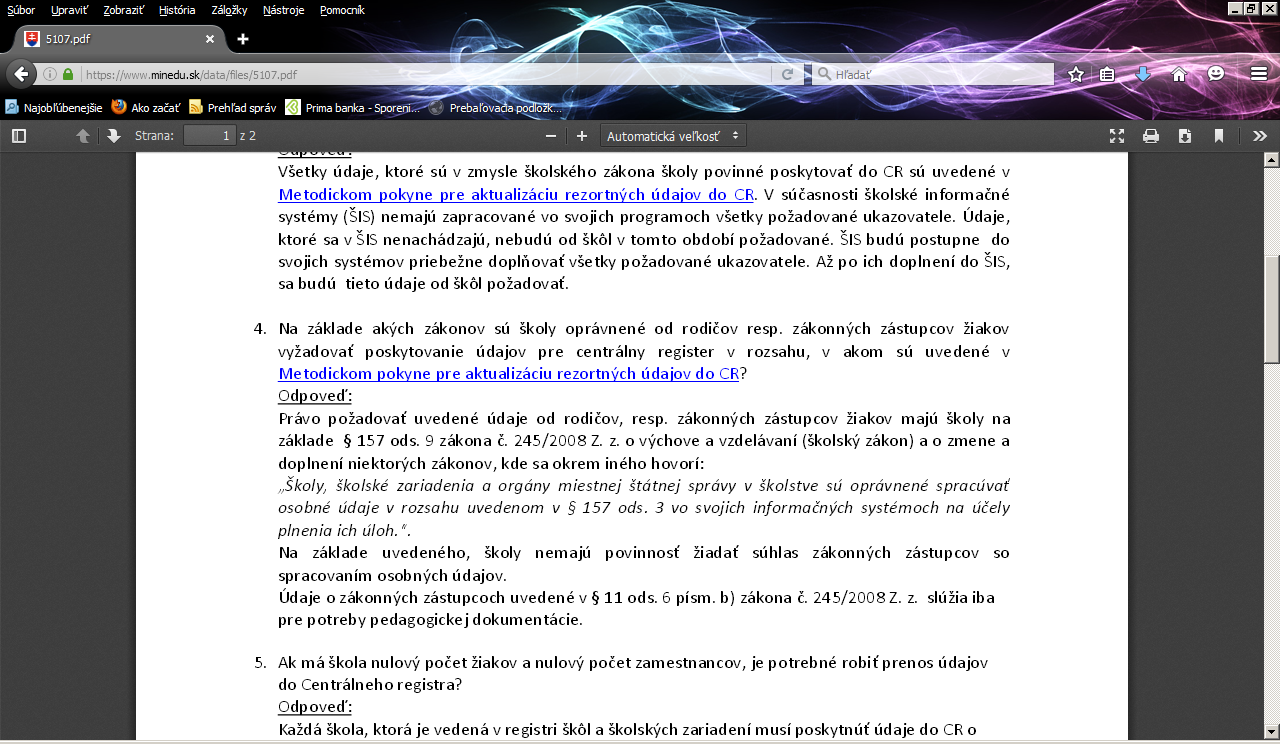 Súbor Upraviť Zobraziť História Záložky Nástroje Pomocník
5107.pdf
https://www.minedu.sk/data/files/5107.pdf
Hľadať
Najobľúbenejšie Ako začať Prehľad správ Prima banka - Sporeni... Prebaľovacia podložk...
Strana: 1 z 2 Automatická veľkosť
Odpoveď:
Všetky údaje, ktoré sú v zmysle školského zákona školy povinné poskytovať do CR sú uvedené v
Metodickom pokyne pre aktualizáciu rezortných údajov do CR. V súčasnosti školské informačné
systémy (ŠIS) nemajú zapracované vo svojich programoch všetky požadované ukazovatele. Údaje,
ktoré sa v ŠIS nenachádzajú, nebudú od škôl v tomto období požadované. ŠIS budú postupne do
svojich systémov priebežne doplňovať všetky požadované ukazovatele. Až po ich doplnení do ŠIS,
sa budú tieto údaje od škôl požadovať.
4. Na základe akých zákonov sú školy oprávnené od rodičov resp. zákonných zástupcov žiakov
vyžadovať poskytovanie údajov pre centrálny register v rozsahu, v akom sú uvedené v
Metodickom pokyne pre aktualizáciu rezortných údajov do CR?
Odpoveď:
Právo požadovať uvedené údaje od rodičov, resp. zákonných zástupcov žiakov majú školy na
základe § 157 ods. 9 zákona č. 245/2008 Z. z. o výchove a vzdelávaní (školský zákon) a o zmene a
doplnení niektorých zákonov, kde sa okrem iného hovorí:
„Školy, školské zariadenia a orgány miestnej štátnej správy v školstve sú oprávnené spracúvať
osobné údaje v rozsahu uvedenom v § 157 ods. 3 vo svojich informačných systémoch na účely
plnenia ich úloh.“.
Na základe uvedeného, školy nemajú povinnosť žiadať súhlas zákonných zástupcov so
spracovaním osobných údajov.
Údaje o zákonných zástupcoch uvedené v § 11 ods. 6 písm. b) zákona č. 245/2008 Z. z. slúžia iba
pre potreby pedagogickej dokumentácie.
5. Ak má škola nulový počet žiakov a nulový počet zamestnancov, je potrebné robiť prenos údajov
do Centrálneho registra?
Odpoveď:
Každá škola, ktorá je vedená v registri škôl a školských zariadení musí poskytnúť údaje do CR o